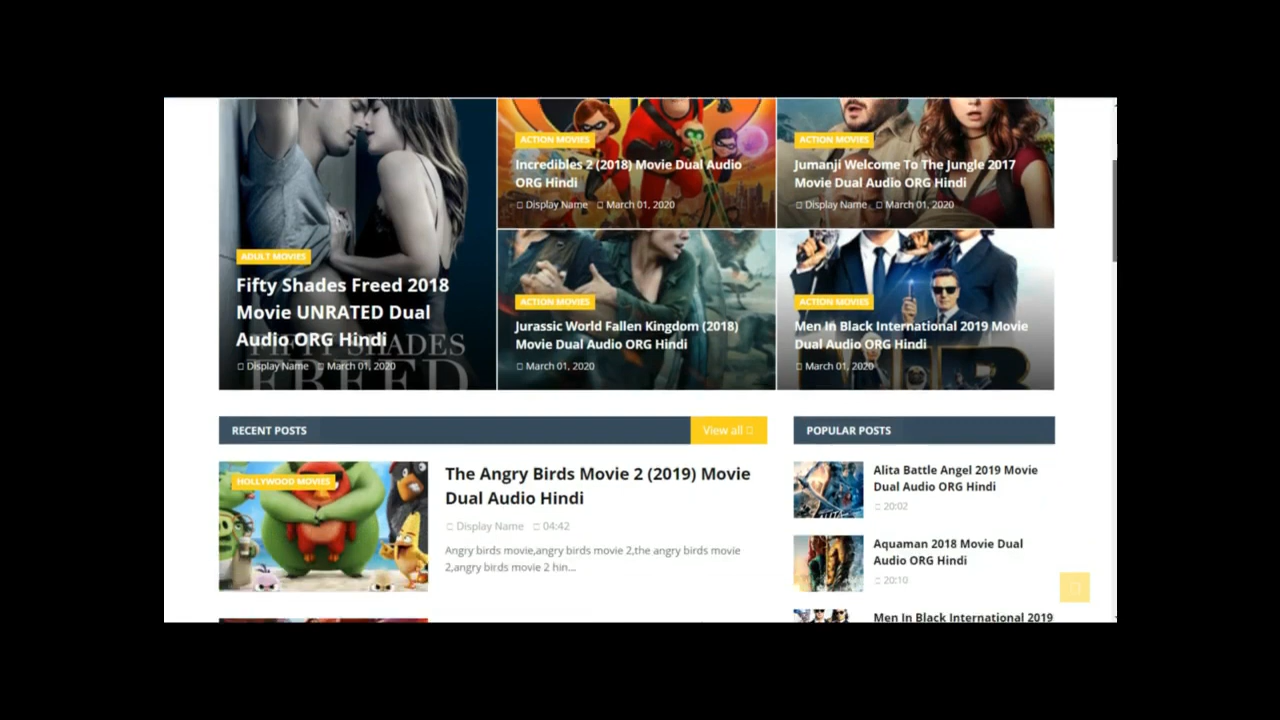 ACTION MOVIES
Incredibles 2 (2018) Movie Dual Audio
ORG Hindi
Display Name March 01, 2020
ACTION MOVIES
Jumanji Welcome To The Jungle 2017
Movie Dual Audio ORG Hindi
Display Name March 01, 2020
ADULT MOVIES
Fifty Shades Freed 2018
Movie UNRATED Dual
Audio ORG Hindi
FIFTY SHADES
FREED
Display Name March 01, 2020
ACTION MOVIES
Jurassic World Fallen Kingdom (2018)
Movie Dual Audio ORG Hindi
March 01, 2020
ACTION MOVIES
Men In Black International 2019 Movie
Dual Audio ORG Hindi
March 01, 2020
RECENT POSTS
View all
HOLLYWOOD MOVIES
The Angry Birds Movie 2 (2019) Movie
Dual Audio Hindi
Display Name 04:42
Angry birds movie,angry birds movie 2,the angry birds movie
2,angry birds movie 2 hin...
POPULAR POSTS
Alita Battle Angel 2019 Movie
Dual Audio ORG Hindi
20:02
Aquaman 2018 Movie Dual
Audio ORG Hindi
20:10
Men In Black International 2019